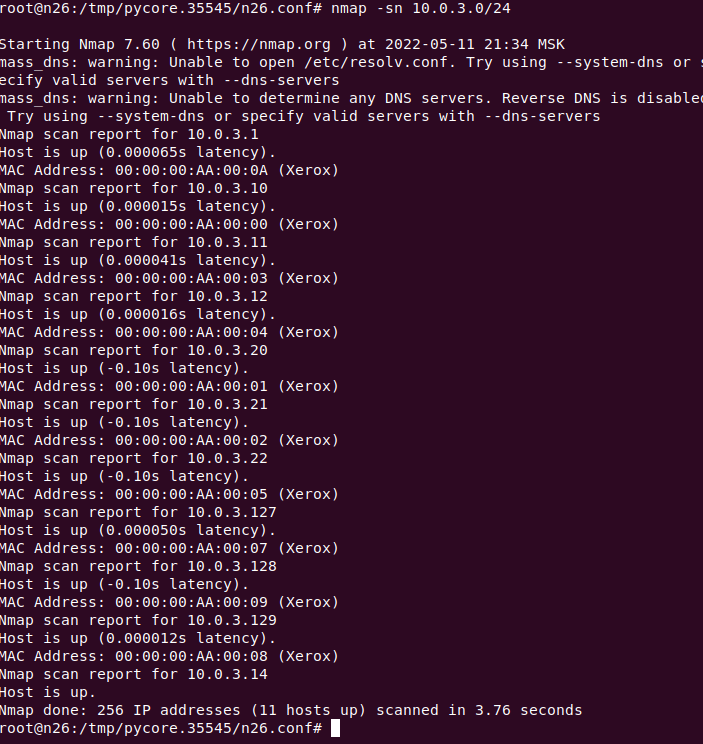 root@n26:/tmp/pycore.35545/n26.conf# nmap -sn 10.0.3.0/24
Starting Nmap 7.60 ( https://nmap.org ) at 2022-05-11 21:34 MSK
mass_dns: warning: Unable to open /etc/resolv.conf. Try using --system-dns or s
ecify valid servers with --dns-servers
mass_dns: warning: Unable to determine any DNS servers. Reverse DNS is disabled
Try using --system-dns or specify valid servers with --dns-servers
Nmap scan report for 10.0.3.1
Host is up (0.000065s latency).
MAC Address: 00:00:00:AA:00:0A (Xerox)
Nmap scan report for 10.0.3.10
Host is up (0.000015s latency).
MAC Address: 00:00:00:AA:00:00 (Xerox)
Nmap scan report for 10.0.3.11
Host is up (0.000041s latency).
MAC Address: 00:00:00:AA:00:03 (Xerox)
Nmap scan report for 10.0.3.12
Host is up (0.000016s latency).
MAC Address: 00:00:00:AA:00:04 (Xerox)
Nmap scan report for 10.0.3.20
Host is up (-0.10s latency).
MAC Address: 00:00:00:AA:00:01 (Xerox)
Nmap scan report for 10.0.3.21
Host is up (-0.10s latency).
MAC Address: 00:00:00:AA:00:02 (Xerox)
Nmap scan report for 10.0.3.22
Host is up (-0.10s latency).
MAC Address: 00:00:00:AA:00:05 (Xerox)
Nmap scan report for 10.0.3.127
Host is up (0.000050s latency).
MAC Address: 00:00:00:AA:00:07 (Xerox)
Nmap scan report for 10.0.3.128
Host is up (-0.10s latency).
MAC Address: 00:00:00:AA:00:09 (Xerox)
Nmap scan report for 10.0.3.129
Host is up (0.000012s latency).
MAC Address: 00:00:00:AA:00:08 (Xerox)
Nmap scan report for 10.0.3.14
Host is up.
Nmap done: 256 IP addresses (11 hosts up) scanned in 3.76 seconds
root@n26:/tmp/pycore.35545/n26.conf#